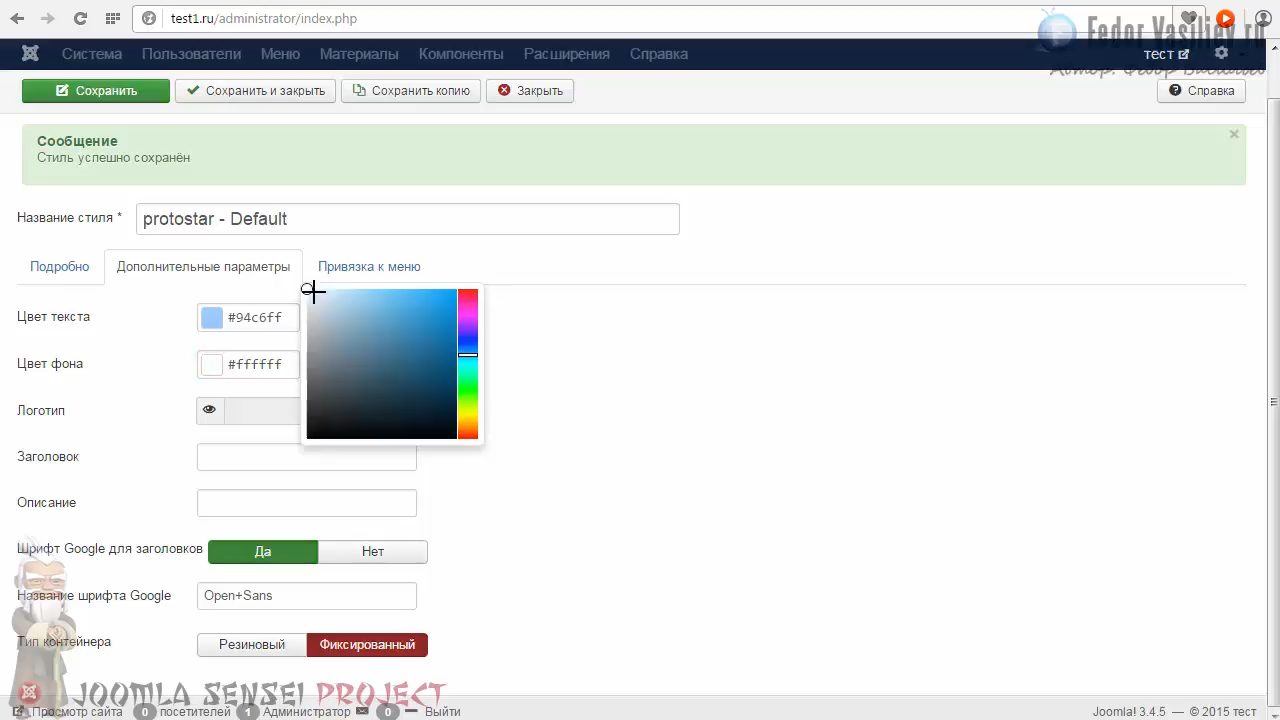 test1.ru/administrator/index.php
Fedor Vasiliev.ru
Система Пользователи Меню Материалы Компоненты Расширения Справка тест
Автор: Фёдор Васильев
Сохранить Сохранить и закрыть Сохранить копию Закрыть Справка
Сообщение ×
Стиль успешно сохранён
Название стиля * protostar - Default
Подробно Дополнительные параметры Привязка к меню
Цвет текста #94c6ff
Цвет фона #ffffff
Логотип
Заголовок
Описание
Шрифт Google для заголовков Да Нет
Название шрифта Google Open+Sans
Тип контейнера Резиновый Фиксированный
JOOMLA SENSEI PROJECT
Просмотр сайта 0 посетителей 1 Администратор 0 Выйти Joomla! 3.4.5 — © 2015 тест